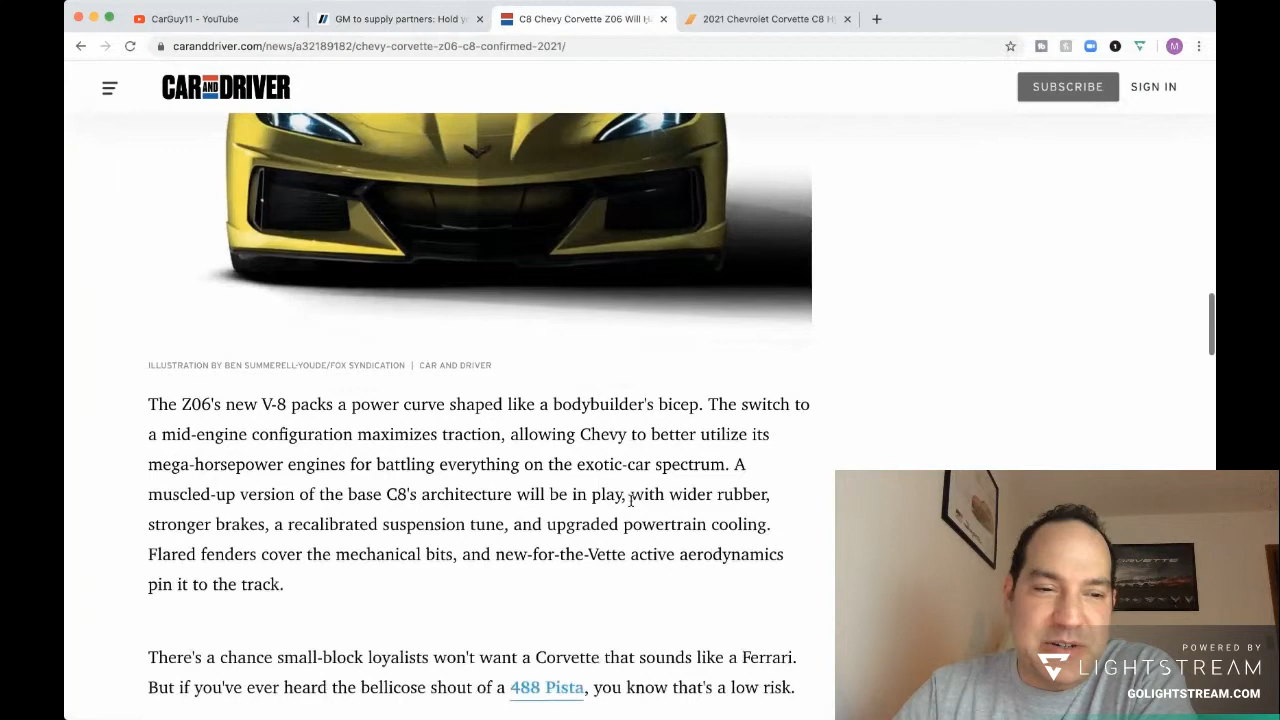 CarGuy11 - YouTube
GM to supply partners: Hold
C8 Chevy Corvette Z06 Will
2021 Chevrolet Corvette C8
caranddriver.com/news/a32189182/chevy-corvette-z06-c8-confirmed-2021/
CAR AND DRIVER
SUBSCRIBE
SIGN IN
ILLUSTRATION BY BEN SUMMERELL-YOUDE/FOX SYNDICATION | CAR AND DRIVER
The Z06's new V-8 packs a power curve shaped like a bodybuilder's bicep. The switch to
a mid-engine configuration maximizes traction, allowing Chevy to better utilize its
mega-horsepower engines for battling everything on the exotic-car spectrum. A
muscled-up version of the base C8's architecture will be in play, with wider rubber,
stronger brakes, a recalibrated suspension tune, and upgraded powertrain cooling.
Flared fenders cover the mechanical bits, and new-for-the-Vette active aerodynamics
pin it to the track.
There's a chance small-block loyalists won't want a Corvette that sounds like a Ferrari.
But if you've ever heard the bellicose shout of a 488 Pista, you know that's a low risk.
CORVETTE
POWERED BY
LIGHTSTREAM
GOLIGHTSTREAM.COM